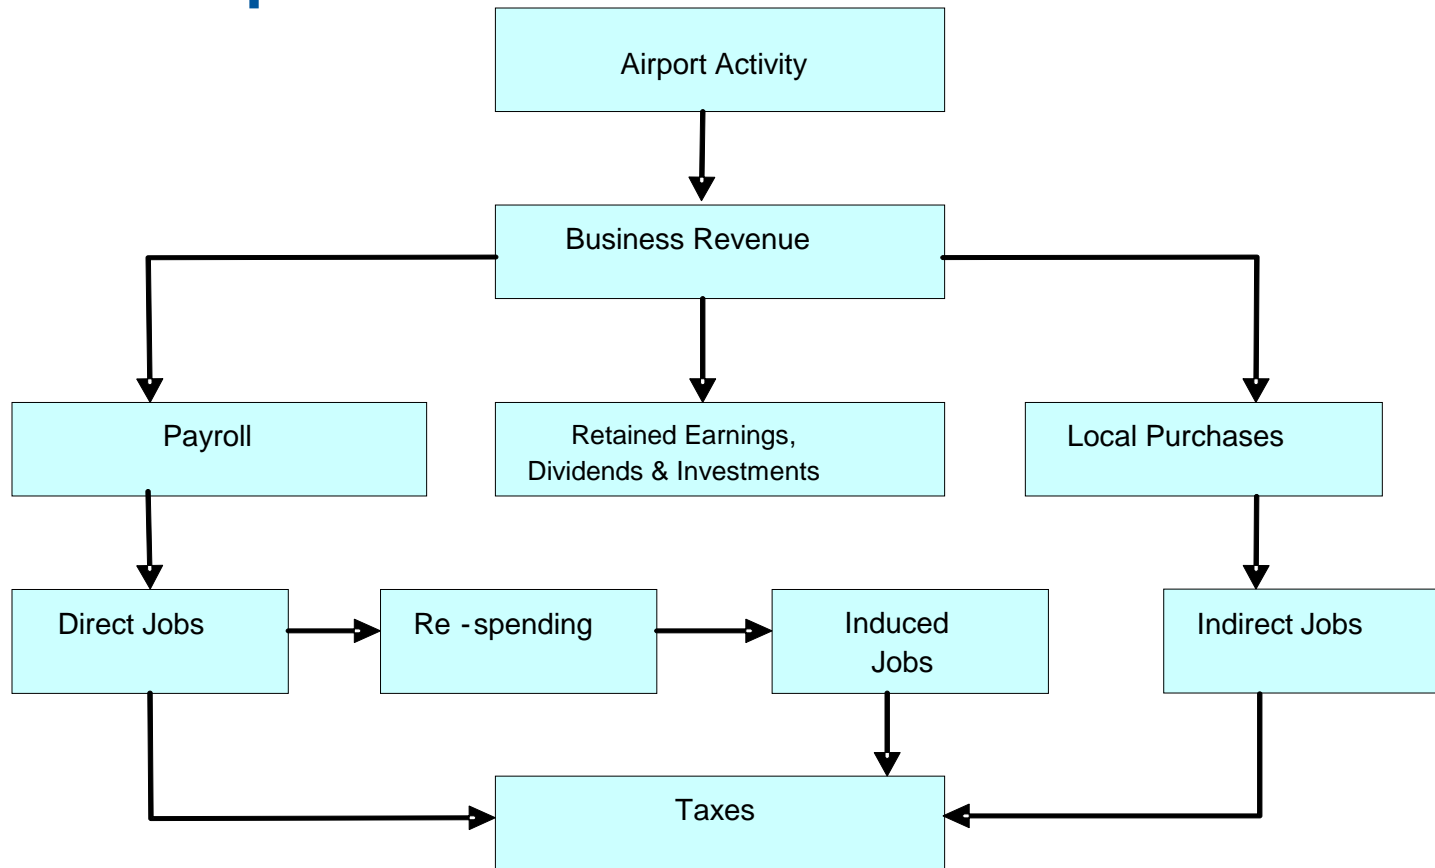 Airport Activity
Business Revenue
Payroll
Retained Earnings,
Dividends & Investments
Local Purchases
Direct Jobs
Re -spending
Induced
Jobs
Indirect Jobs
Taxes